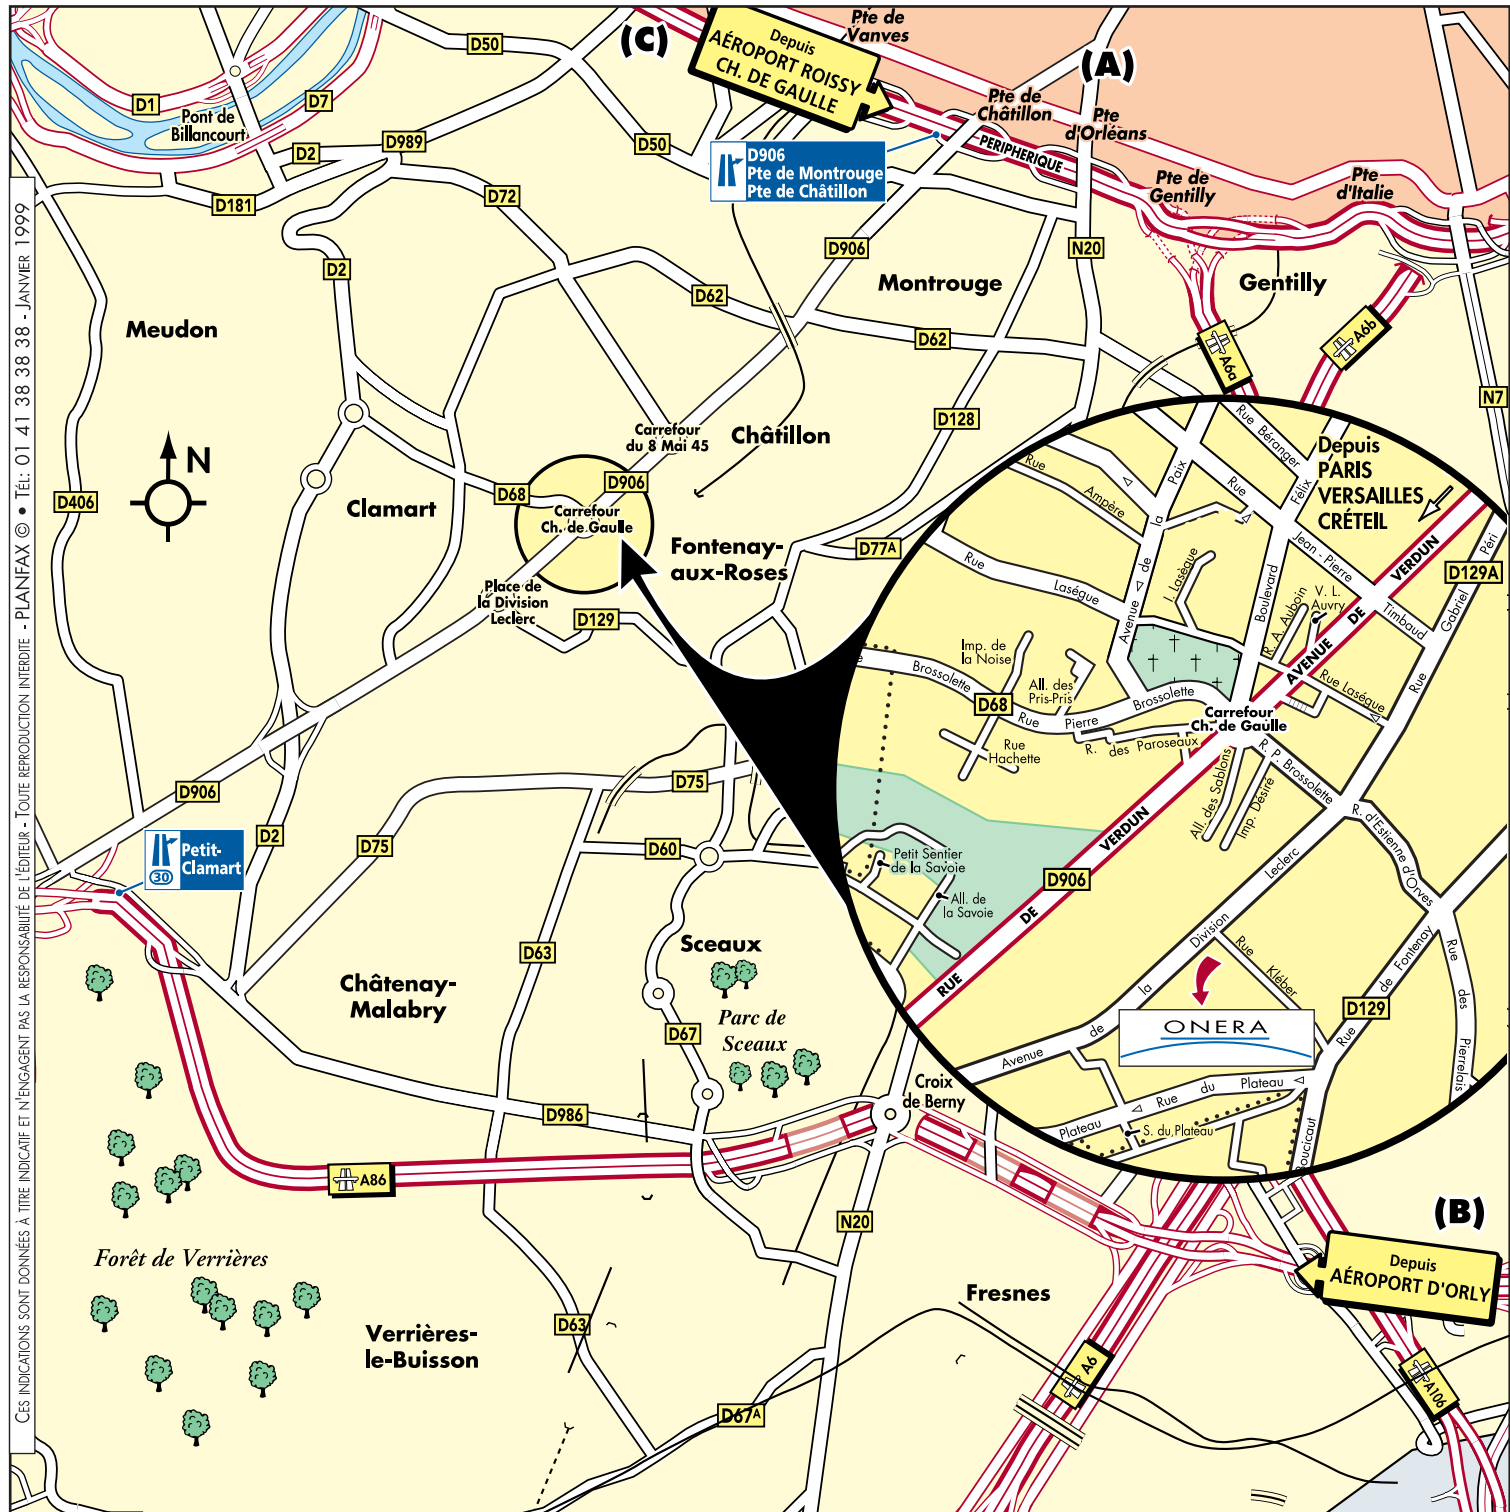 (C)
Depuis
AÉROPORT ROISSY
CH. DE GAULLE
Pte de
Vanves
(A)
D50
D1
D7
Pont de
Billancourt
D2
D989
D50
D906
Pte de Montrouge
Pte de Châtillon
Pte de
Châtillon
Pte
d'Orléans
PERIPHERIQUE
Pte de
Gentilly
Pte
d'Italie
D181
D72
D2
D906
N20
D62
Montrouge
Gentilly
Meudon
D62
A6a
A6b
N7
D128
Carrefour
du 8 Mai 45
Châtillon
N
D406
D68
D906
Clamart
Carrefour
Ch. de Gaulle
Fontenay-
aux-Roses
D77A
Place de
la Division
Leclerc
D129
D906
D2
D75
D75
Petit-
Clamart
30
D60
D63
Sceaux
Châtenay-
Malabry
Parc de
Sceaux
D67
D986
Croix
de Berny
A86
N20
Forêt de Verrières
Fresnes
D63
Verrières-
le-Buisson
D67A
A6
A106
(B)
Depuis
AÉROPORT D'ORLY
Depuis
PARIS
VERSAILLES
CRÉTEIL
Rue Béranger
Rue
Ampère
Avenue de la Paix
Boulevard Félix
Rue
Jean-Pierre
Timbaud
AVENUE DE VERDUN
Rue Gabriel Péri
D129A
Rue Laségue
I. Lasègue
R. A. Auboin
V. L.
Auvry
Rue Laségue
Imp. de
la Noise
Brossolette
All. des
Pris-Pris
D68
Rue Pierre Brossolette
Rue
Hachette
R. des Paroseaux
Carrefour
Ch. de Gaulle
All. des Sablons
Imp. Désiré
R. P. Brossolette
R. d'Estienne d'Orves
Petit Sentier
de la Savoie
All. de
la Savoie
RUE DE VERDUN
D906
Avenue de la Division Leclerc
Rue Kléber
Rue de Fontenay
D129
Rue des Pierrelais
ONERA
Plateau
Rue du Plateau
S. du Plateau
Boucicaut
CES INDICATIONS SONT DONNÉES À TITRE INDICATIF ET N'ENGAGENT PAS LA RESPONSABILITÉ DE L'ÉDITEUR - TOUTE REPRODUCTION INTERDITE - PLANFAX © • TÉL: 01 41 38 38 38 - JANVIER 1999